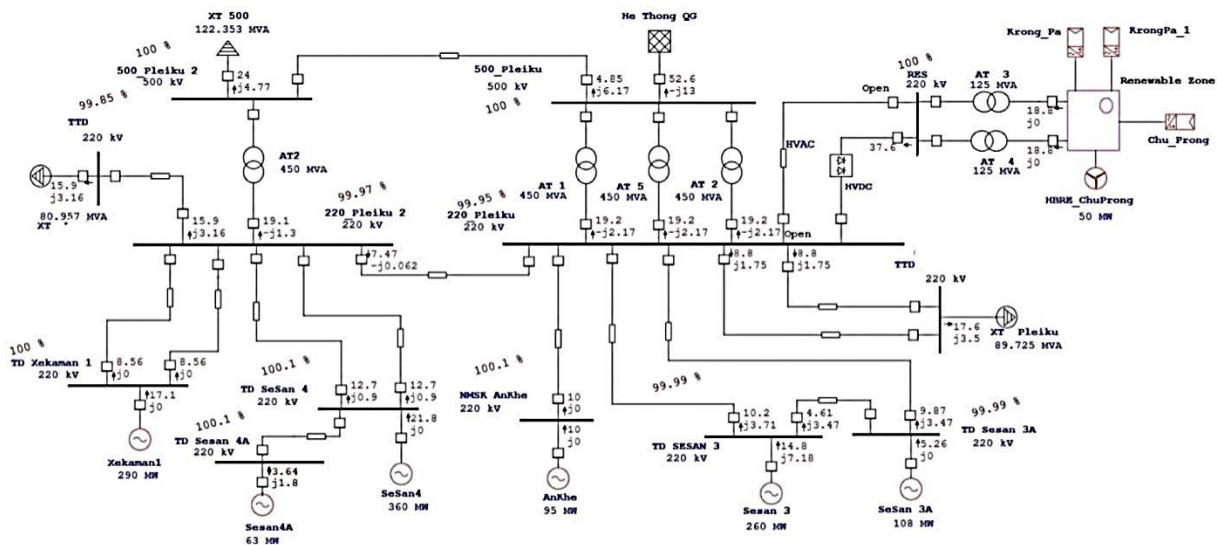 XT 500
122.353 MVA
100 %
24
j4.77
500_Pleiku 2
500 kV
99.85 %
TTD
220 kv
15.9
j3.16
80.957 MVA
XT
AT2
450 MVA
15.9
j3.16
19.1
-j1.3
99.97 %
220_Pleiku 2
220 kv
j7.47
-j0.062
He Thong QG
500_Pleiku
500 kV
4.85
j6.17
52.6
-j13
100 %
AT 1
450 MVA
AT 5
450 MVA
AT 2
450 MVA
99.95 %
220_Pleiku
220 kv
19.2
-j2.17
19.2
-j2.17
19.2
-j2.17
Open
HVAC
HVDC
Open
37.6
100 %
RES
220 kV
AT 3
125 MVA
18.8
j0
18.8
j0
AT 4
125 MVA
Krong_Pa
KrongPa_1
Renewable Zone
Chu_Prong
HBRE_ChuProng
50 MW
8.8
j1.75
8.8
j1.75
TTD
220 kV
17.6
j3.5
XT Pleiku
89.725 MVA
100 %
TD Xekaman 1
220 kV
8.56
j0
8.56
j0
17.1
j0
Xekaman1
290 MW
100.1 %
TD SeSan 4
220 kV
12.7
j0.9
12.7
j0.9
21.8
j0
SeSan4
360 MW
100.1 %
TD Sesan 4A
220 kV
3.64
j1.8
Sesan4A
63 MW
100.1 %
NMSK AnKhe
220 kV
10
j0
10
j0
AnKhe
95 MW
99.99 %
10.2
j3.71
4.61
j3.47
TD SESAN 3
220 kV
14.8
j7.18
Sesan 3
260 MW
9.87
j3.47
99.99 %
TD Sesan 3A
220 kV
5.26
j0
SeSan 3A
108 MW